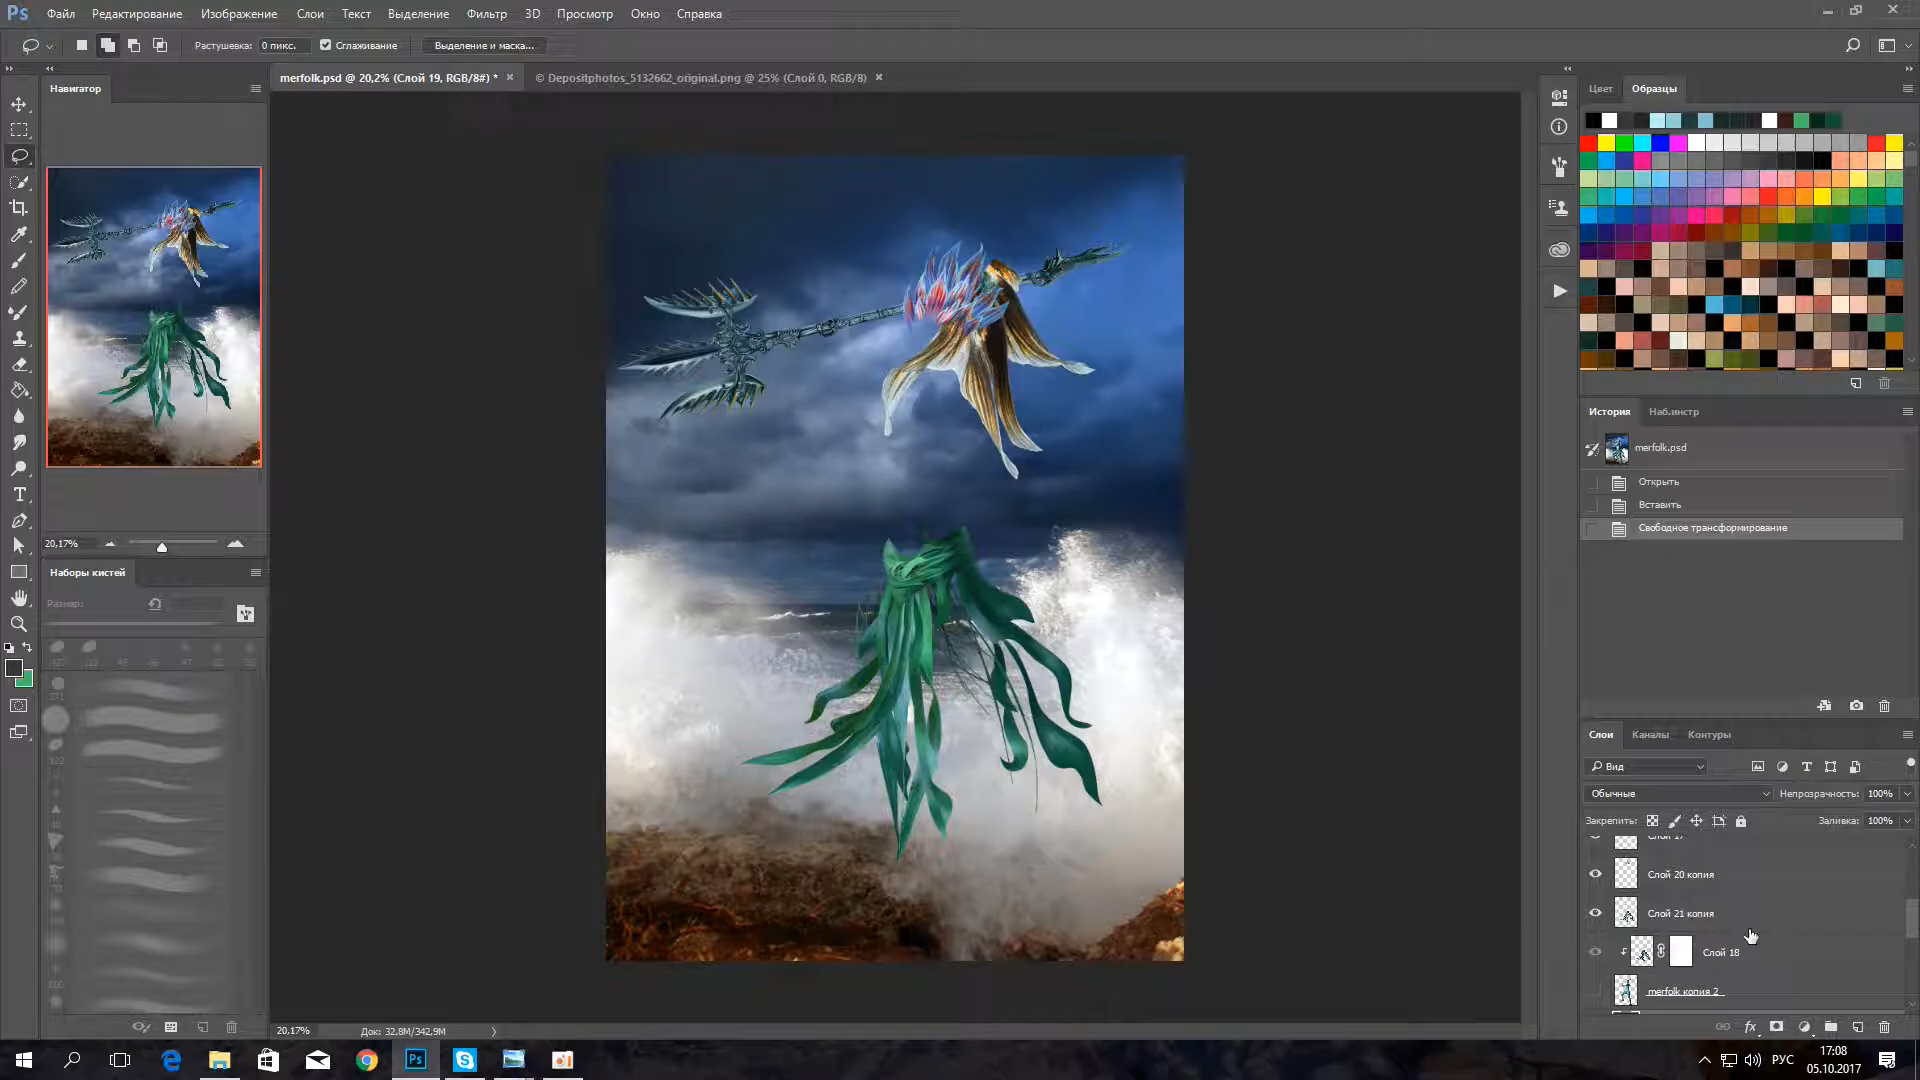 Ps Файл Редактирование Изображение Слои Текст Выделение Фильтр 3D Просмотр Окно Справка
Растушевка: 0 пикс. Сглаживание Выделение и маска...
merfolk.psd @ 20,2% (Слой 19, RGB/8#) * × © Depositphotos_5132662_original.png @ 25% (Слой 0, RGB/8) ×
Навигатор
Цвет Образцы
История Наб.инстр
merfolk.psd
Открыть
Вставить
Свободное трансформирование
20,17%
Наборы кистей
Размер:
Слои Каналы Контуры
Вид
Обычные Непрозрачность: 100%
Закрепить: Заливка: 100%
Слой 17
Слой 20 копия
Слой 21 копия
Слой 18
merfolk копия 2
20,17% Док: 32,8M/342,9M
РУС 17:08
05.10.2017